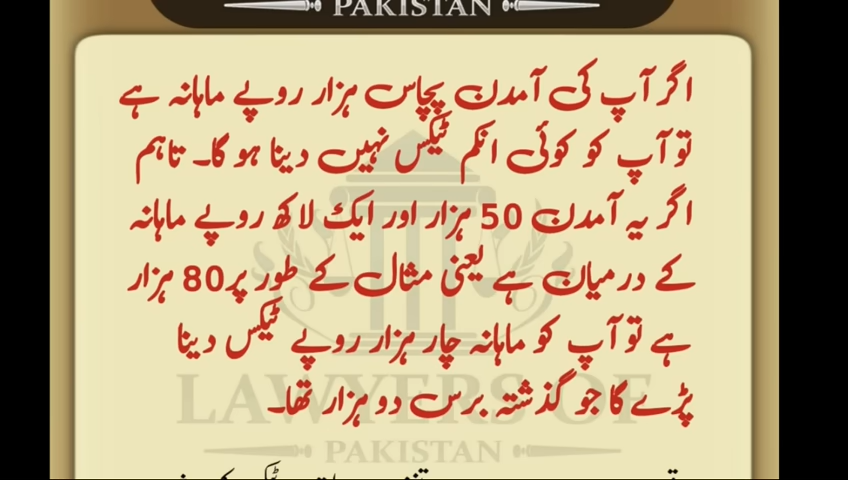 PAKISTAN
اگر آپ کی آمدن پچاس ہزار روپے ماہانہ ہے
تو آپ کو کوئی انکم ٹیکس نہیں دینا ہو گا۔ تاہم
اگر یہ آمدن 50 ہزار اور ایک لاکھ روپے ماہانہ
کے درمیان ہے یعنی مثال کے طور پر 80 ہزار
ہے تو آپ کو ماہانہ چار ہزار روپے ٹیکس دینا
پڑے گا جو گذشتہ برس دو ہزار تھا۔
LAWYERS OF
PAKISTAN